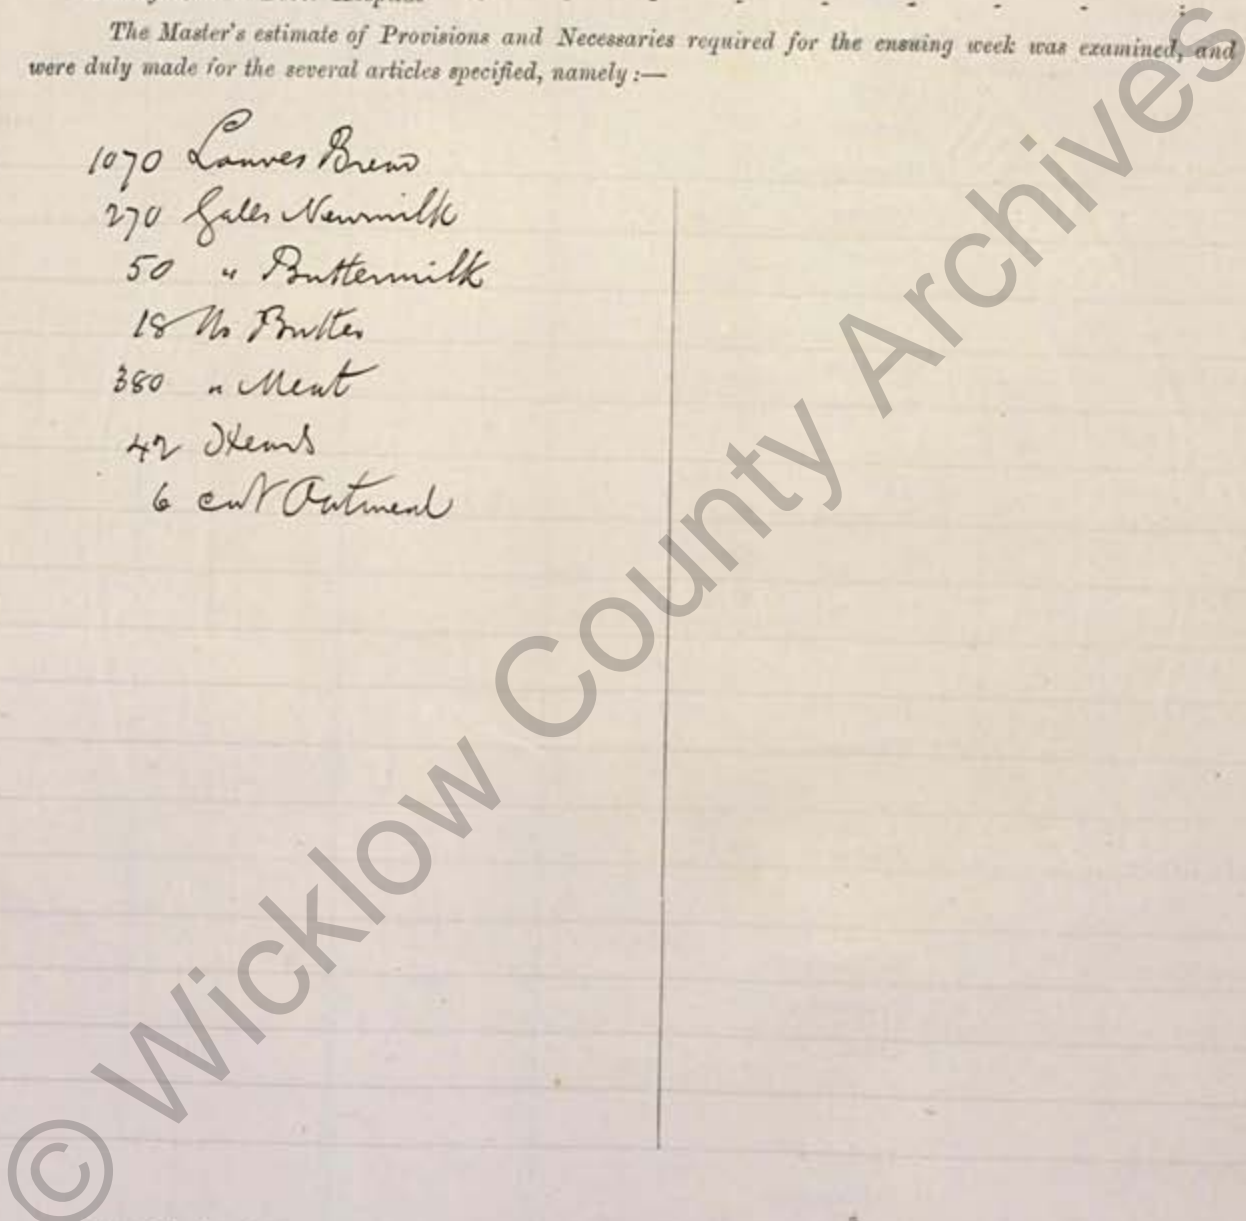 The Master's estimate of Provisions and Necessaries required for the ensuing week was examined, and
were duly made for the several articles specified, namely :—
1070 Loaves Bread
270 Galls Newmilk
50 " Buttermilk
18 lbs Butter
380 " Meat
42 Heads
6 cwt Oatmeal
© Wicklow County Archives